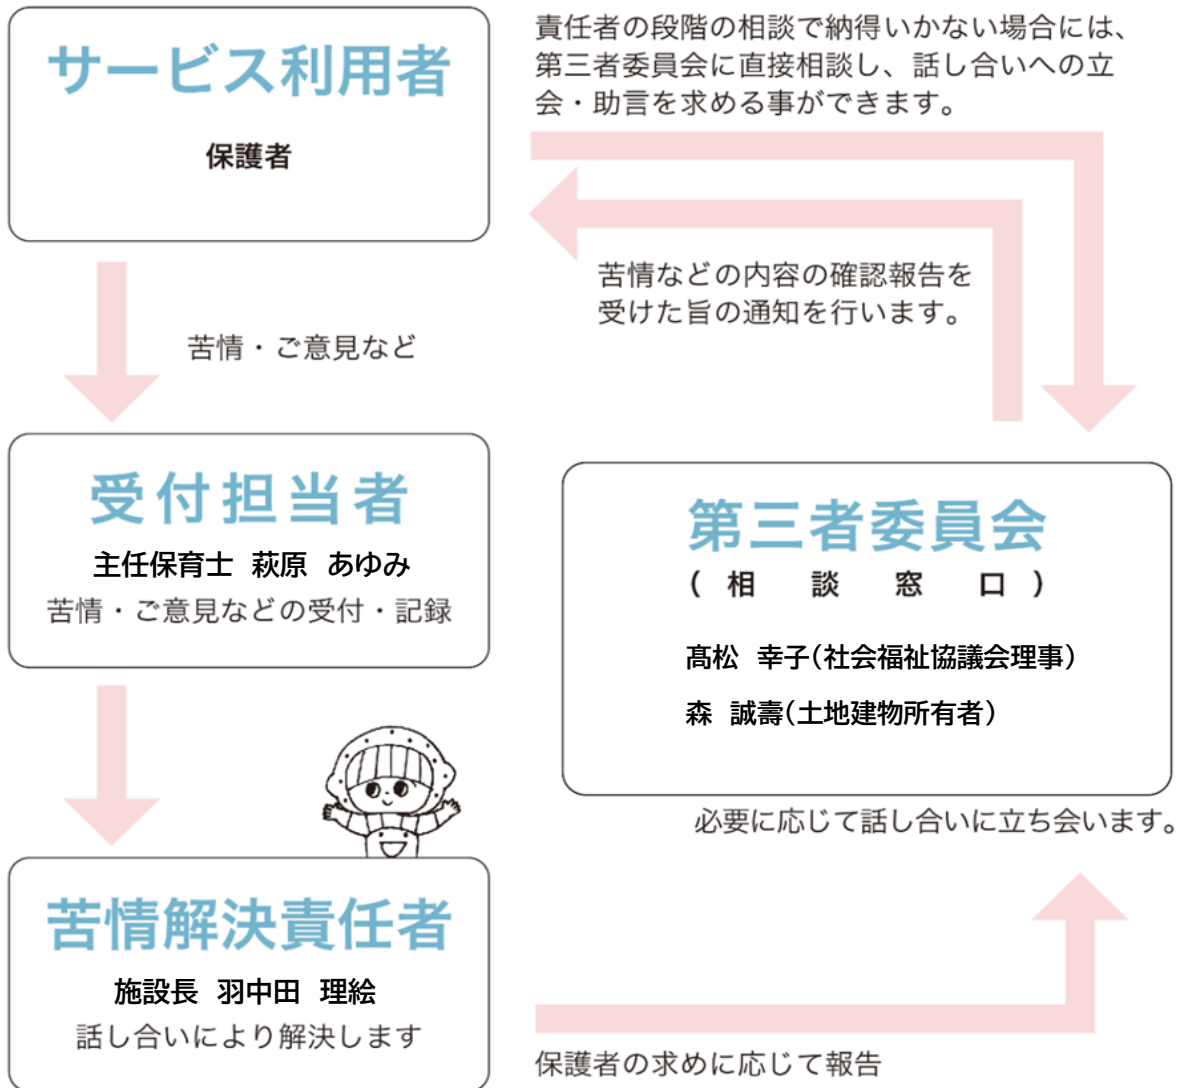 サービス利用者
保護者
責任者の段階の相談で納得いかない場合には、
第三者委員会に直接相談し、話し合いへの立
会・助言を求める事ができます。
苦情などの内容の確認報告を
受けた旨の通知を行います。
苦情・ご意見など
受付担当者
主任保育士 萩原 あゆみ
苦情・ご意見などの受付・記録
第三者委員会
(相談窓口)
髙松 幸子(社会福祉協議会理事)
森 誠壽(土地建物所有者)
必要に応じて話し合いに立ち会います。
苦情解決責任者
施設長 羽中田 理絵
話し合いにより解決します
保護者の求めに応じて報告